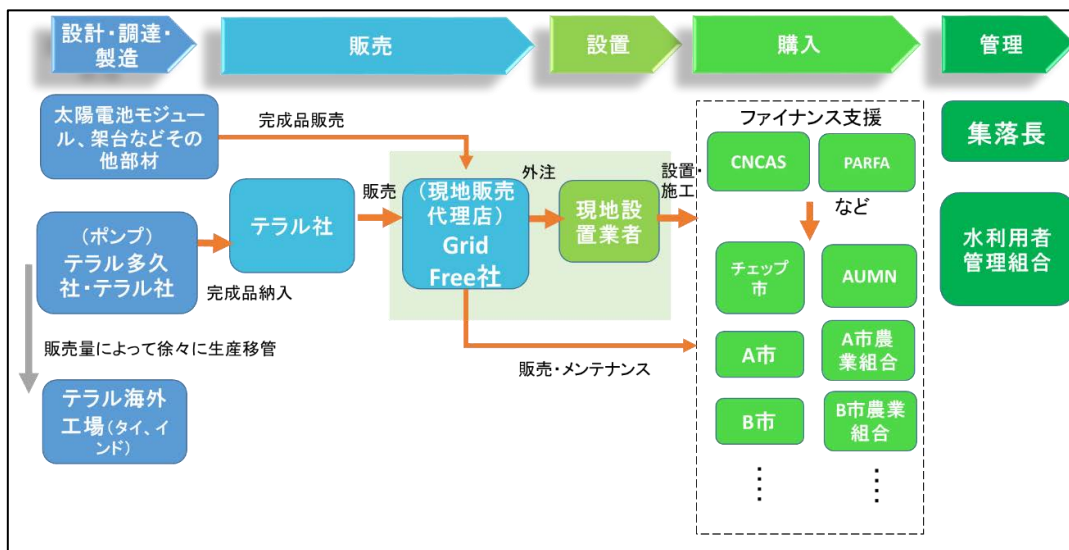 設計・調達・
製造
販売
設置
購入
管理
太陽電池モジュー
ル、架台などその
他部材
完成品販売
(ポンプ)
テラル多久
社・テラル社
完成品納入
テラル社
販売
(現地販売
代理店)
Grid
Free社
外注
現地設
置業者
設置・
施工
販売・メンテナンス
販売量によって徐々に生産移管
テラル海外
工場(タイ、イ
ンド)
ファイナンス支援
CNCAS
PARFA
など
チェップ
市
AUMN
A市
A市農
業組合
B市
B市農業
組合
集落長
水利用者
管理組合